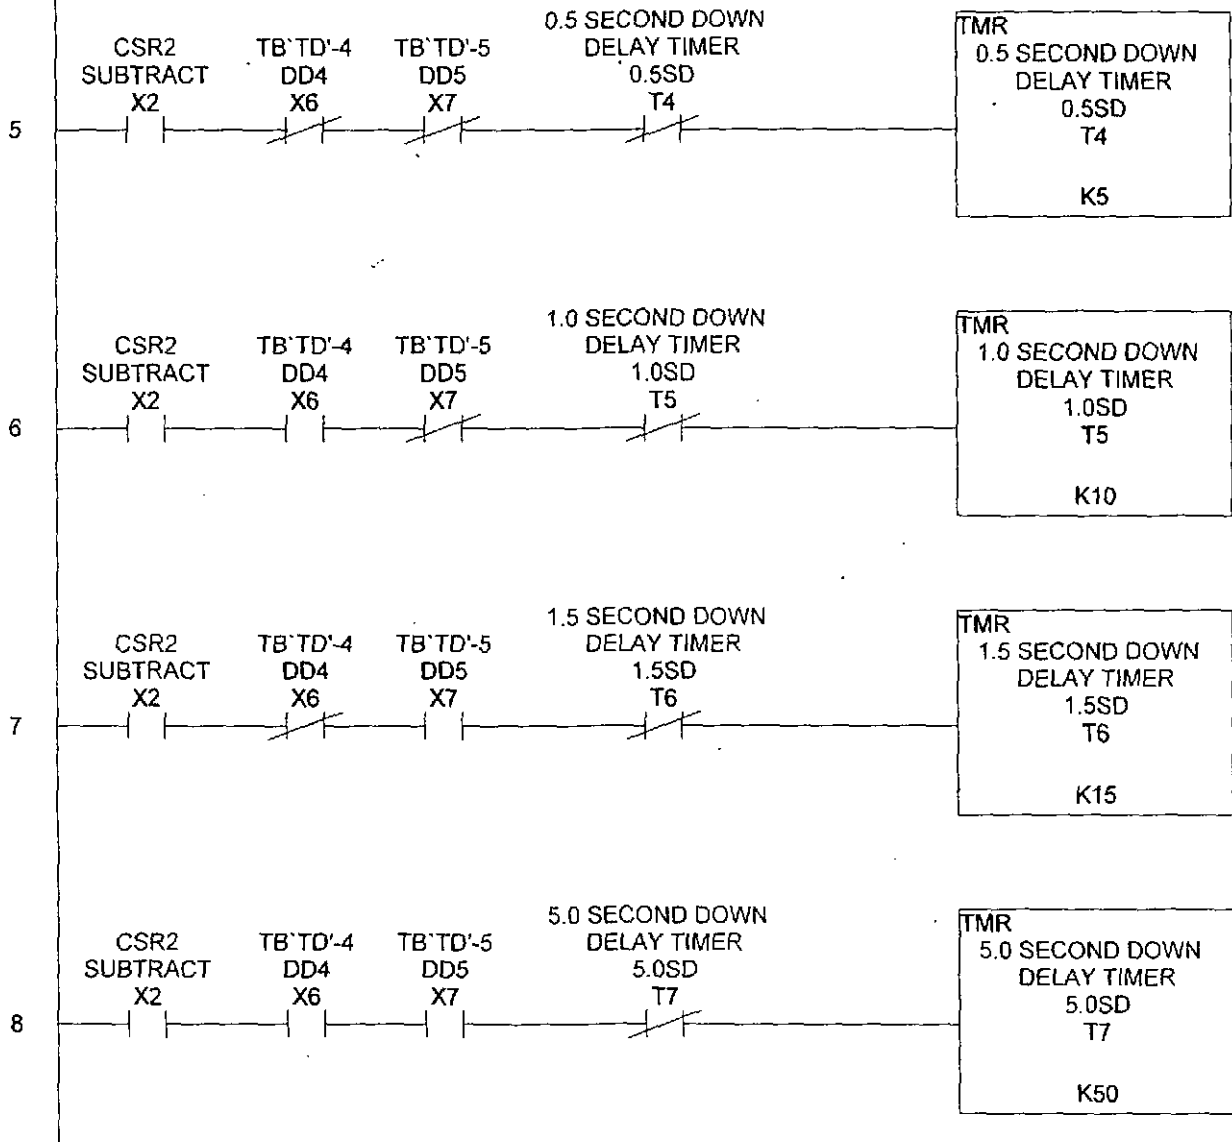 0.5 SECOND DOWN
DELAY TIMER
0.5SD
T4
CSR2
SUBTRACT
X2
TB`TD'-4
DD4
X6
TB`TD'-5
DD5
X7
TMR
0.5 SECOND DOWN
DELAY TIMER
0.5SD
T4
K5
5
1.0 SECOND DOWN
DELAY TIMER
1.0SD
T5
CSR2
SUBTRACT
X2
TB`TD'-4
DD4
X6
TB`TD'-5
DD5
X7
TMR
1.0 SECOND DOWN
DELAY TIMER
1.0SD
T5
K10
6
1.5 SECOND DOWN
DELAY TIMER
1.5SD
T6
CSR2
SUBTRACT
X2
TB`TD'-4
DD4
X6
TB`TD'-5
DD5
X7
TMR
1.5 SECOND DOWN
DELAY TIMER
1.5SD
T6
K15
7
5.0 SECOND DOWN
DELAY TIMER
5.0SD
T7
CSR2
SUBTRACT
X2
TB`TD'-4
DD4
X6
TB`TD'-5
DD5
X7
TMR
5.0 SECOND DOWN
DELAY TIMER
5.0SD
T7
K50
8